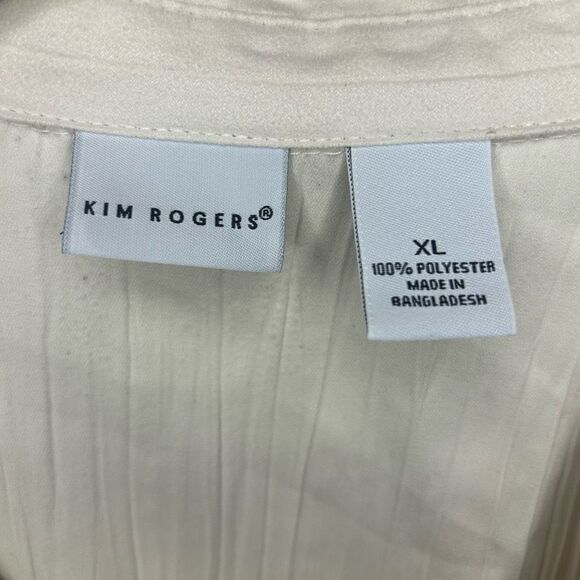 KIM ROGERS®
XL
100% POLYESTER
MADE IN
BANGLADESH